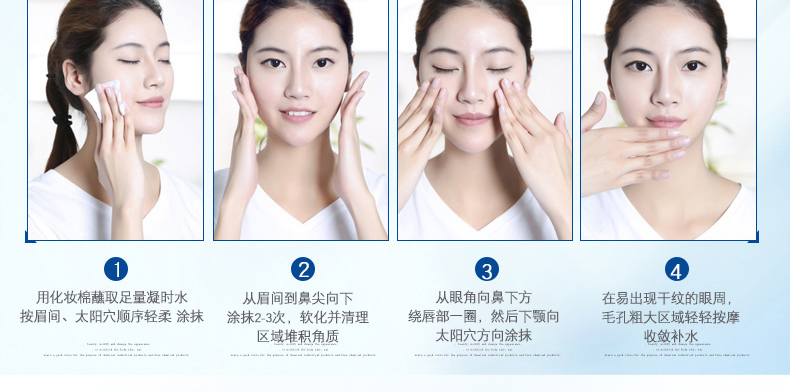 1
用化妆棉蘸取足量凝时水
按眉间、太阳穴顺序轻柔 涂抹
2
从眉间到鼻尖向下
涂抹2-3次，软化并清理
区域堆积角质
3
从眼角向鼻下方
绕唇部一圈，然后下颚向
太阳穴方向涂抹
4
在易出现干纹的眼周，
毛孔粗大区域轻轻按摩
收敛补水